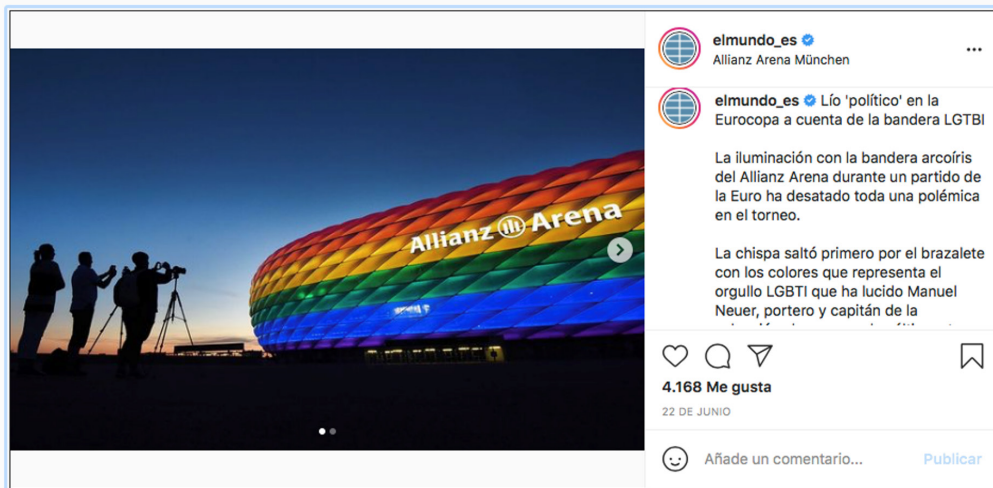 elmundo_es
Allianz Arena München
elmundo_es Lío 'político' en la
Eurocopa a cuenta de la bandera LGTBI
La iluminación con la bandera arcoíris
del Allianz Arena durante un partido de
la Euro ha desatado toda una polémica
en el torneo.
La chispa saltó primero por el brazalete
con los colores que representa el
orgullo LGBTI que ha lucido Manuel
Neuer, portero y capitán de la
Allianz Arena
4.168 Me gusta
22 DE JUNIO
Añade un comentario...
Publicar